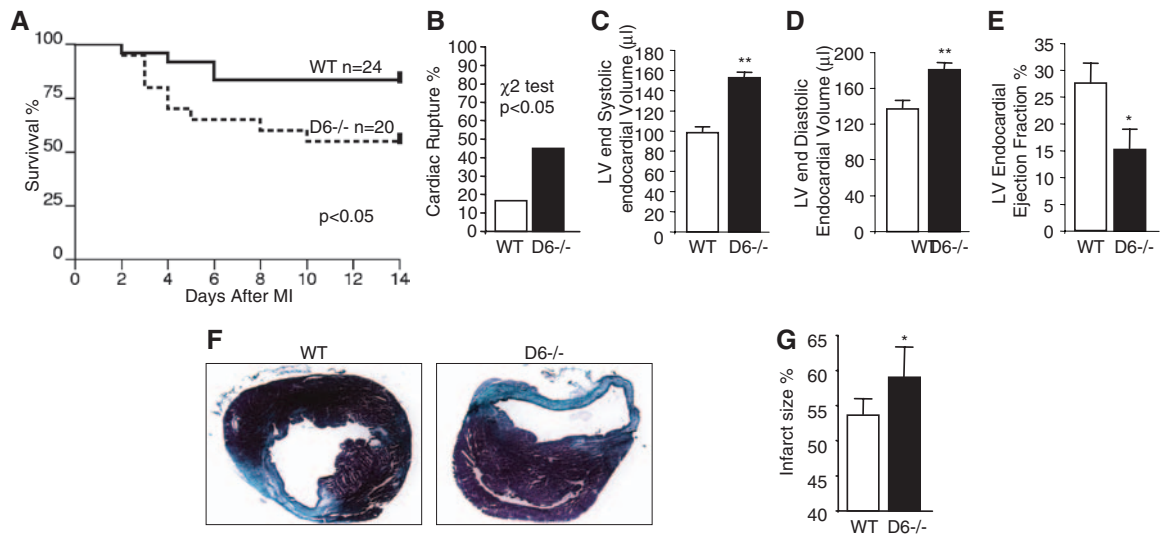 A
Survivval %
100
75
50
25
0
WT n=24
D6-/- n=20
p<0.05
0 2 4 6 8 10 12 14
Days After MI
B
Cardiac Rupture %
100
90
80
70
60
50
40
30
20
10
0
χ2 test
p<0.05
WT D6-/-
C
LV end Systolic
endocardial Volume (μl)
180
160
140
120
100
80
60
40
20
0
**
WT D6-/-
D
LV end Diastolic
Endocardial Volume (μl)
200
160
120
80
40
0
**
WTD6-/-
E
LV Endocardial
Ejection Fraction %
35
30
25
20
15
10
5
0
*
WT D6-/-
F
WT
D6-/-
G
Infarct size %
65
60
55
50
45
40
*
WT D6-/-